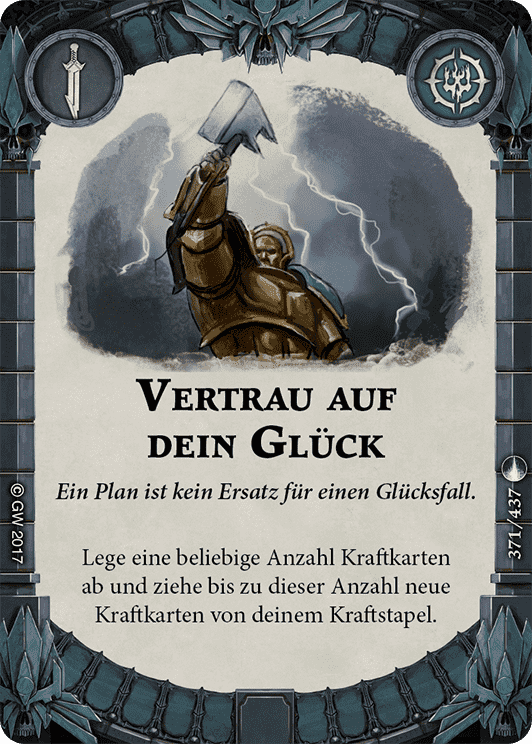 Vertrau auf
dein Glück
Ein Plan ist kein Ersatz für einen Glücksfall.
Lege eine beliebige Anzahl Kraftkarten
ab und ziehe bis zu dieser Anzahl neue
Kraftkarten von deinem Kraftstapel.
© GW 2017
371/437